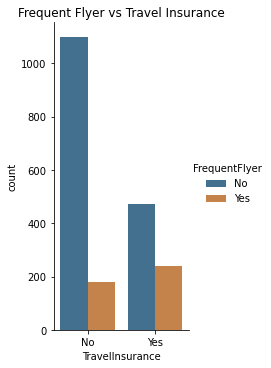 Frequent Flyer vs Travel Insurance
1000
800
600
400
200
0
count
No
Yes
TravelInsurance
FrequentFlyer
No
Yes